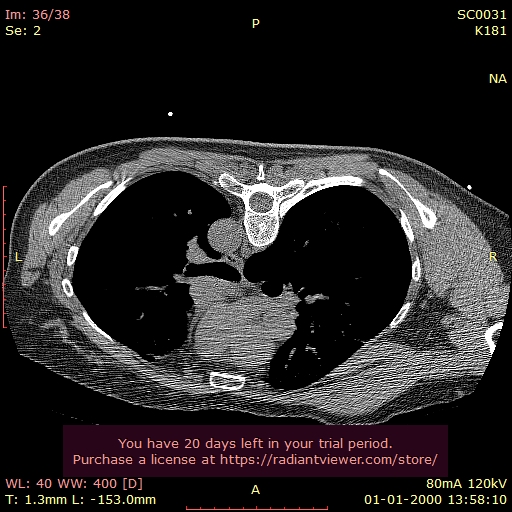 Im: 36/38
Se: 2
P
SC0031
K181
NA
L
R
You have 20 days left in your trial period.
Purchase a license at https://radiantviewer.com/store/
WL: 40 WW: 400 [D]
T: 1.3mm L: -153.0mm
A
80mA 120kV
01-01-2000 13:58:10